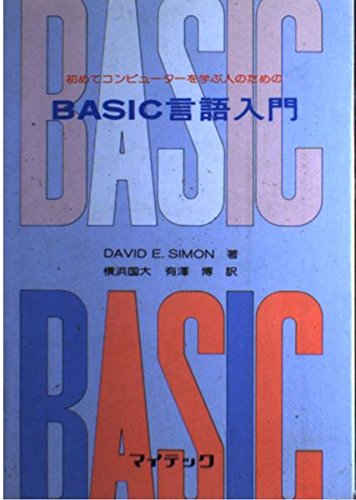 BASIC
初めてコンピューターを学ぶ人のための
BASIC言語入門
DAVID E. SIMON 著
横浜国大 有澤 博 訳
BASIC
マイテック